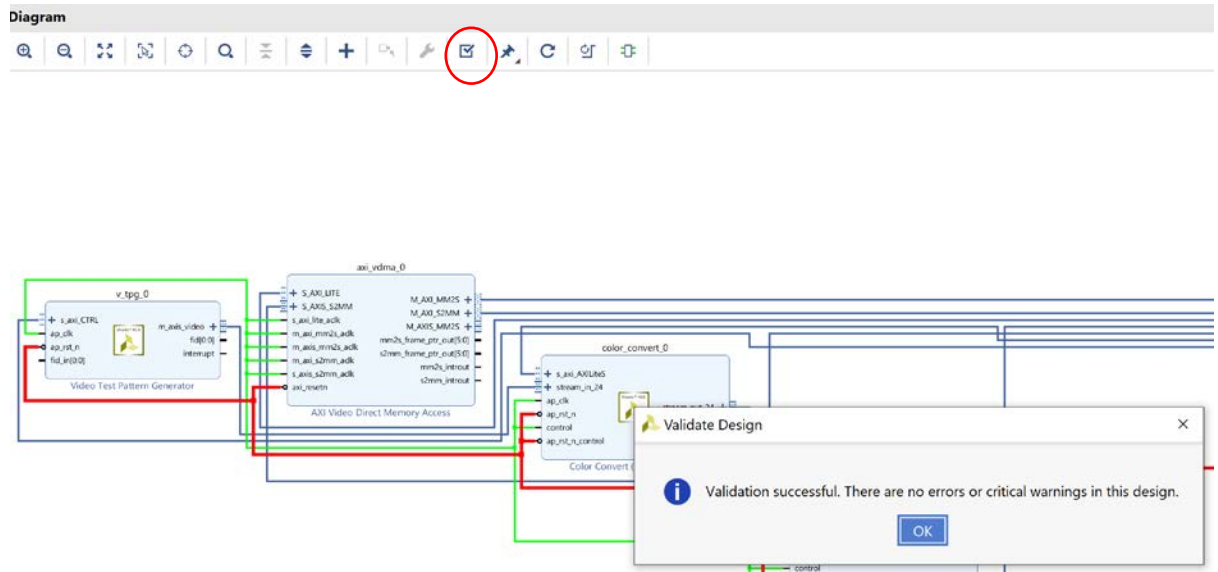 Diagram
v_tpg_0
s_axi_CTRL
ap_clk
ap_rst_n
fid_in[0:0]
m_axis_video
fid[0:0]
interrupt
Video Test Pattern Generator
axi_vdma_0
S_AXI_LITE
S_AXIS_S2MM
s_axi_lite_aclk
m_axi_mm2s_aclk
m_axis_mm2s_aclk
m_axi_s2mm_aclk
s_axis_s2mm_aclk
axi_resetn
M_AXI_MM2S
M_AXI_S2MM
M_AXIS_MM2S
mm2s_frame_ptr_out[5:0]
s2mm_frame_ptr_out[5:0]
mm2s_introut
s2mm_introut
AXI Video Direct Memory Access
color_convert_0
s_axi_AXILiteS
stream_in_24
ap_clk
ap_rst_n
control
ap_rst_n_control
Color Convert (
Validate Design
Validation successful. There are no errors or critical warnings in this design.
OK
control